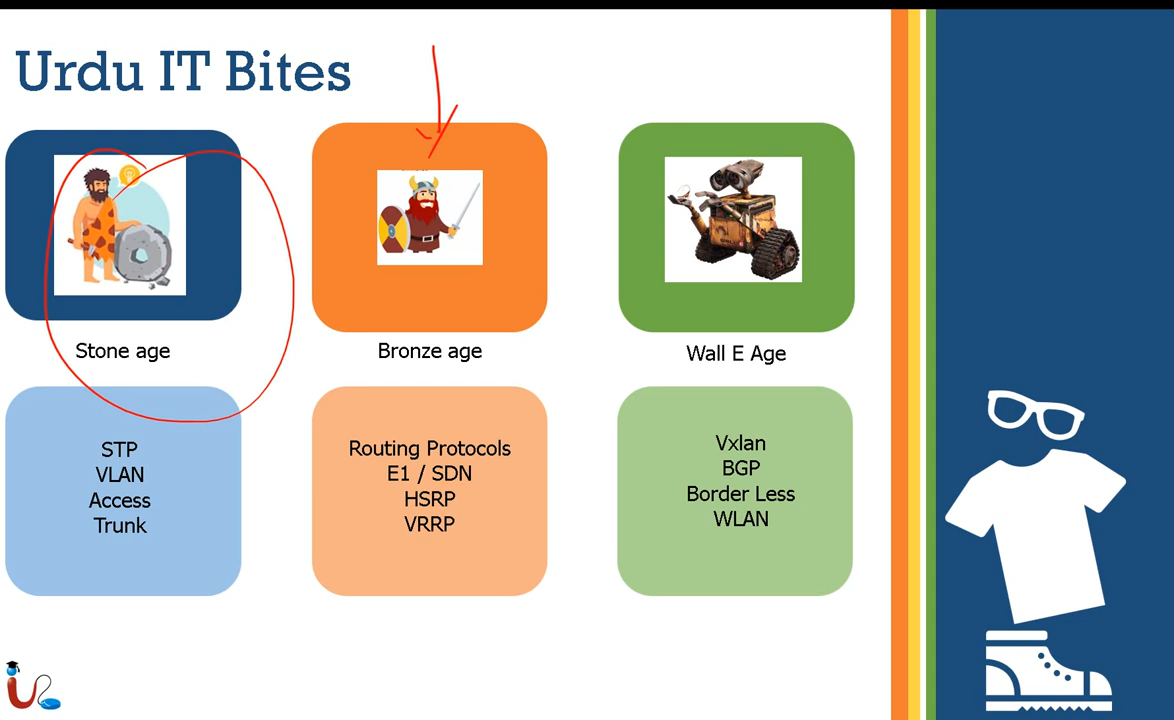 Urdu IT Bites
Stone age
Bronze age
Wall E Age
STP
VLAN
Access
Trunk
Routing Protocols
E1 / SDN
HSRP
VRRP
Vxlan
BGP
Border Less
WLAN